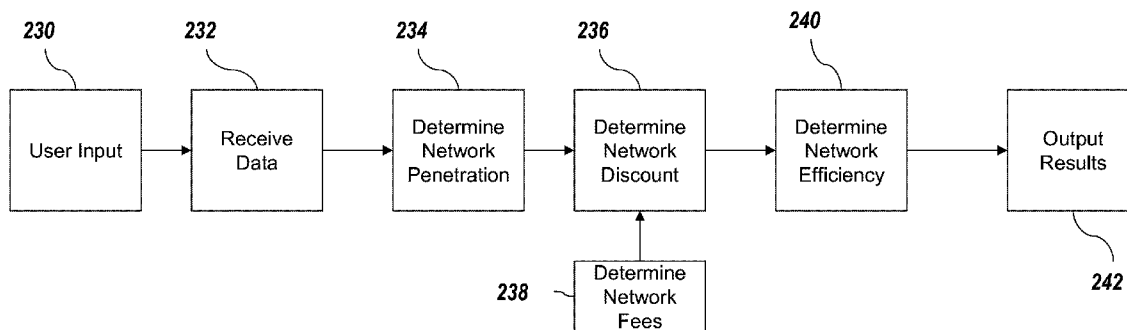 230
232
234
236
240
User Input
Receive
Data
Determine
Network
Penetration
Determine
Network
Discount
Determine
Network
Efficiency
Output
Results
238
Determine
Network
Fees
242